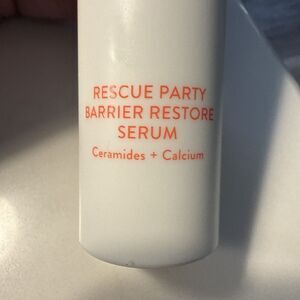 RESCUE PARTY
BARRIER RESTORE
SERUM
Ceramides + Calcium